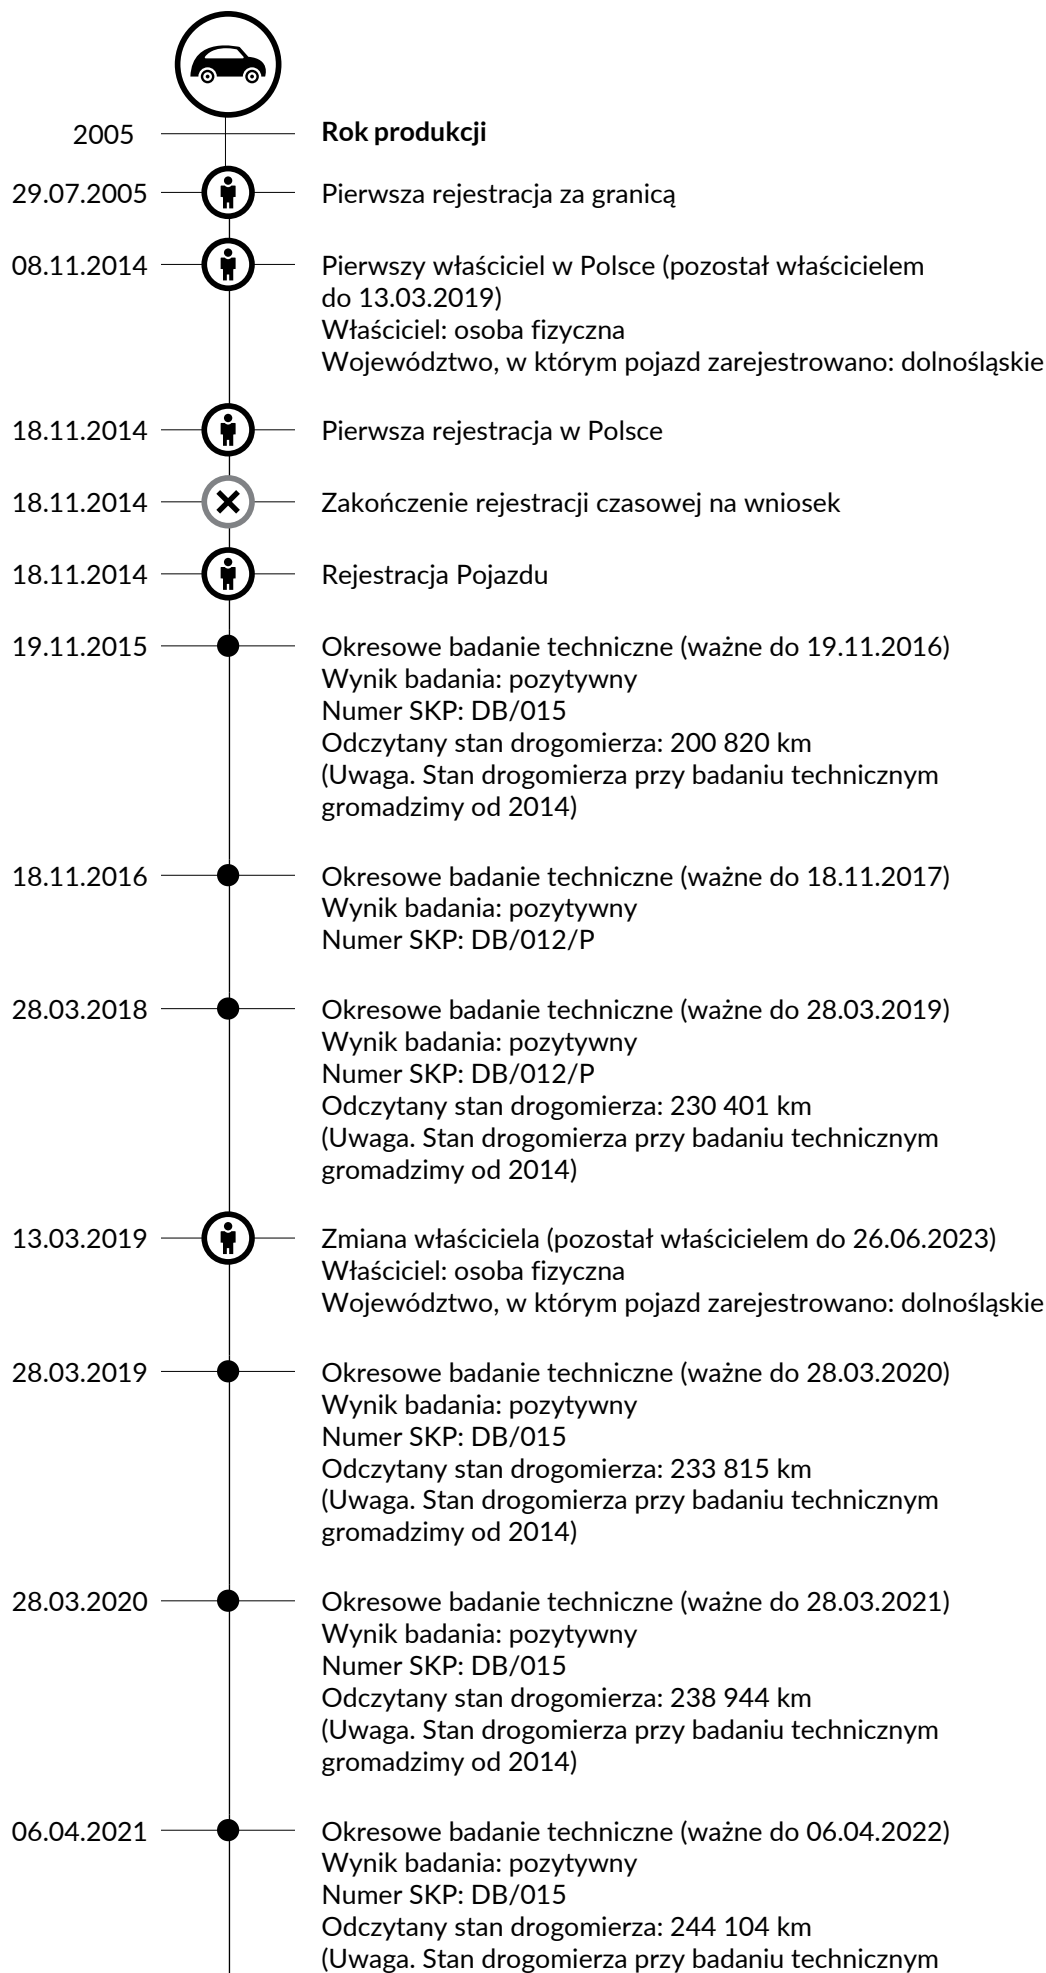 2005 Rok produkcji
29.07.2005 Pierwsza rejestracja za granicą
08.11.2014 Pierwszy właściciel w Polsce (pozostał właścicielem
do 13.03.2019)
Właściciel: osoba fizyczna
Województwo, w którym pojazd zarejestrowano: dolnośląskie
18.11.2014 Pierwsza rejestracja w Polsce
18.11.2014 Zakończenie rejestracji czasowej na wniosek
18.11.2014 Rejestracja Pojazdu
19.11.2015 Okresowe badanie techniczne (ważne do 19.11.2016)
Wynik badania: pozytywny
Numer SKP: DB/015
Odczytany stan drogomierza: 200 820 km
(Uwaga. Stan drogomierza przy badaniu technicznym
gromadzimy od 2014)
18.11.2016 Okresowe badanie techniczne (ważne do 18.11.2017)
Wynik badania: pozytywny
Numer SKP: DB/012/P
28.03.2018 Okresowe badanie techniczne (ważne do 28.03.2019)
Wynik badania: pozytywny
Numer SKP: DB/012/P
Odczytany stan drogomierza: 230 401 km
(Uwaga. Stan drogomierza przy badaniu technicznym
gromadzimy od 2014)
13.03.2019 Zmiana właściciela (pozostał właścicielem do 26.06.2023)
Właściciel: osoba fizyczna
Województwo, w którym pojazd zarejestrowano: dolnośląskie
28.03.2019 Okresowe badanie techniczne (ważne do 28.03.2020)
Wynik badania: pozytywny
Numer SKP: DB/015
Odczytany stan drogomierza: 233 815 km
(Uwaga. Stan drogomierza przy badaniu technicznym
gromadzimy od 2014)
28.03.2020 Okresowe badanie techniczne (ważne do 28.03.2021)
Wynik badania: pozytywny
Numer SKP: DB/015
Odczytany stan drogomierza: 238 944 km
(Uwaga. Stan drogomierza przy badaniu technicznym
gromadzimy od 2014)
06.04.2021 Okresowe badanie techniczne (ważne do 06.04.2022)
Wynik badania: pozytywny
Numer SKP: DB/015
Odczytany stan drogomierza: 244 104 km
(Uwaga. Stan drogomierza przy badaniu technicznym